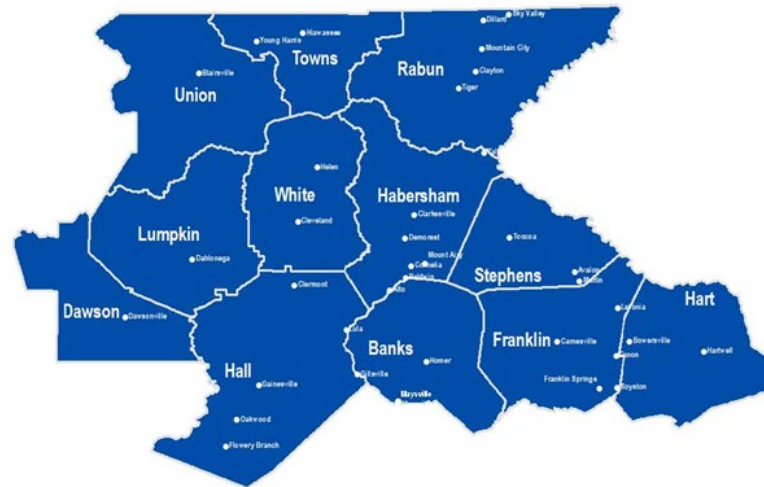 Sky Valley
Dillard
Hiawassee
Young Harris
Mountain City
Towns
Rabun
Clayton
Blairsville
Tiger
Union
Helen
White
Habersham
Clarkesville
Cleveland
Lumpkin
Demorest
Toccoa
Dahlonega
Mount Airy
Cornelia
Stephens
Avalon
Baldwin
Martin
Clermont
Alto
Hart
Dawson
Dawsonville
Lavonia
Lula
Banks
Franklin
Carnesville
Bowersville
Hartwell
Canon
Homer
Hall
Gillsville
Gainesville
Franklin Springs
Royston
Maysville
Oakwood
Flowery Branch